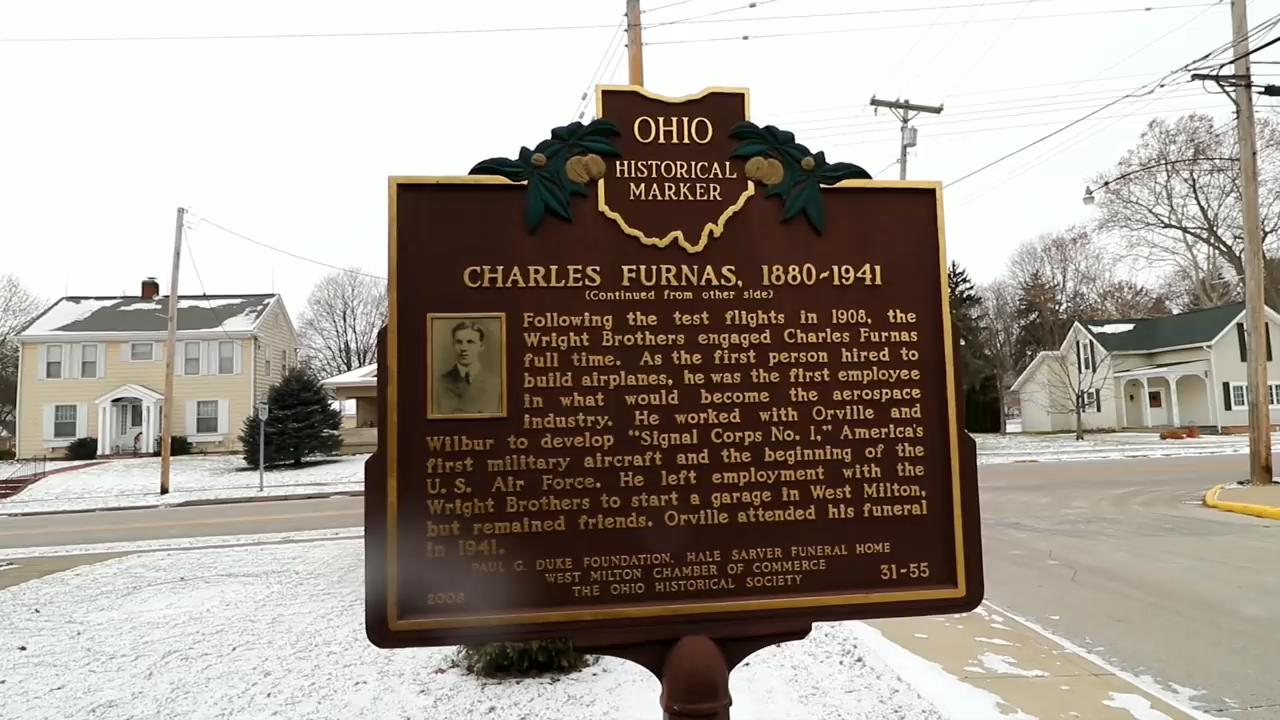 OHIO
HISTORICAL
MARKER
CHARLES FURNAS, 1880-1941
(Continued from other side)
Following the test flights in 1908, the
Wright Brothers engaged Charles Furnas
full time. As the first person hired to
build airplanes, he was the first employee
in what would become the aerospace
industry. He worked with Orville and
Wilbur to develop "Signal Corps No. I," America's
first military aircraft and the beginning of the
U. S. Air Force. He left employment with the
Wright Brothers to start a garage in West Milton,
but remained friends. Orville attended his funeral
in 1941.
PAUL G. DUKE FOUNDATION, HALE SARVER FUNERAL HOME
WEST MILTON CHAMBER OF COMMERCE
THE OHIO HISTORICAL SOCIETY
2008
31-55